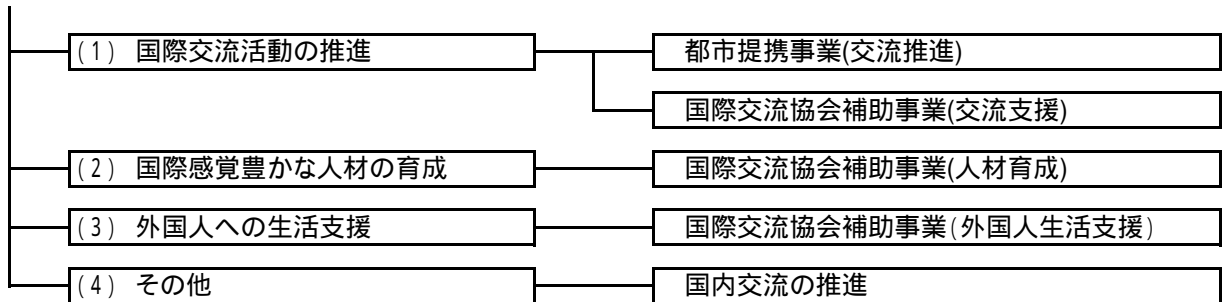 (1) 国際交流活動の推進
都市提携事業(交流推進)
国際交流協会補助事業(交流支援)
(2) 国際感覚豊かな人材の育成
国際交流協会補助事業(人材育成)
(3) 外国人への生活支援
国際交流協会補助事業(外国人生活支援)
(4) その他
国内交流の推進